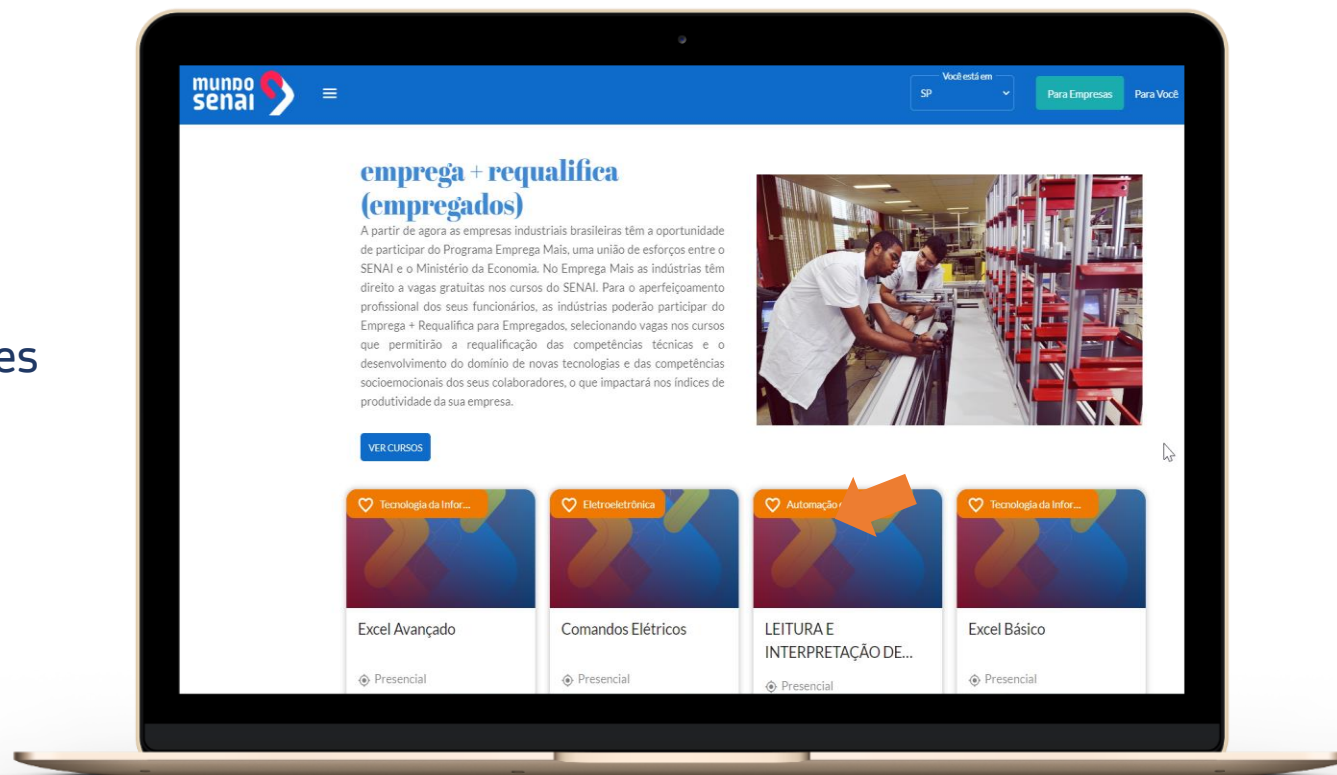 es
mundo
senai
Você está em
SP
Para Empresas
Para Você
emprega + requalifica
(empregados)
A partir de agora as empresas industriais brasileiras têm a oportunidade
de participar do Programa Emprega Mais, uma união de esforços entre o
SENAI e o Ministério da Economia. No Emprega Mais as indústrias têm
direito a vagas gratuitas nos cursos do SENAI. Para o aperfeiçoamento
profissional dos seus funcionários, as indústrias poderão participar do
Emprega + Requalifica para Empregados, selecionando vagas nos cursos
que permitirão a requalificação das competências técnicas e o
desenvolvimento do domínio de novas tecnologias e das competências
socioemocionais dos seus colaboradores, o que impactará nos índices de
produtividade da sua empresa.
VER CURSOS
Tecnologia da Infor...
Eletroeletrônica
Automação
Tecnologia da Infor...
Excel Avançado
Comandos Elétricos
LEITURA E
INTERPRETAÇÃO DE...
Excel Básico
Presencial
Presencial
Presencial
Presencial